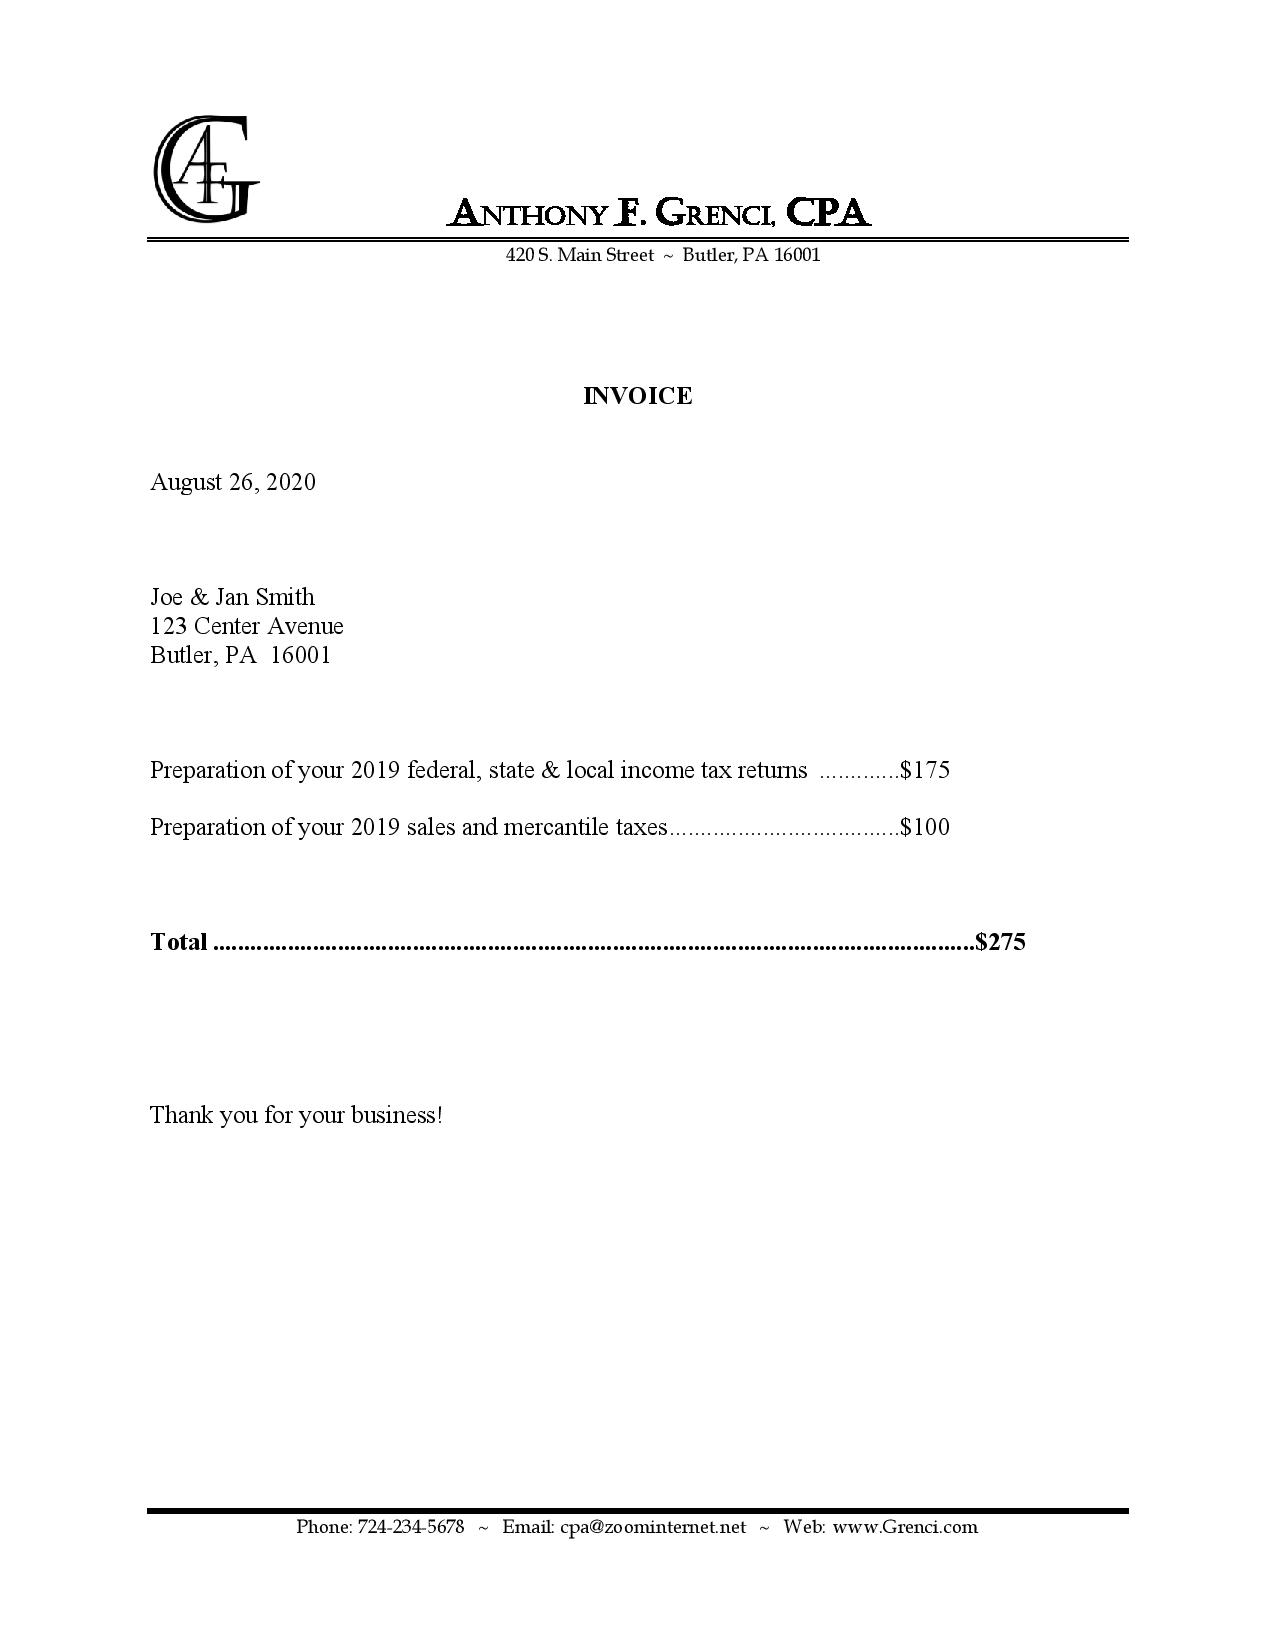 AFG
ANTHONY F. GRENCI, CPA
420 S. Main Street ~ Butler, PA 16001
INVOICE
August 26, 2020
Joe & Jan Smith
123 Center Avenue
Butler, PA 16001
Preparation of your 2019 federal, state & local income tax returns .............$175
Preparation of your 2019 sales and mercantile taxes.....................................$100
Total ..........................................................................................................................$275
Thank you for your business!
Phone: 724-234-5678 ~ Email: cpa@zoominternet.net ~ Web: www.Grenci.com